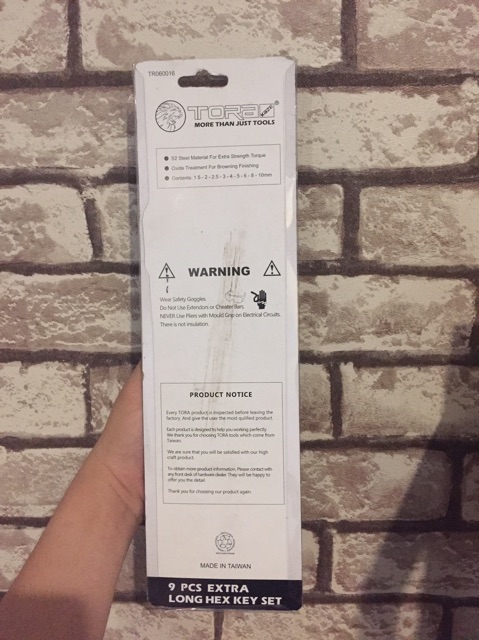 TR060016
TORA
MORE THAN JUST TOOLS
S2 Steel Material For Extra Strength Torque
Coda Treatment For Browning Finishing
Contents: 1.5 - 2 - 2.5 - 3 - 4 - 5 - 6 - 8 - 10mm
WARNING
Wear Safety Goggles.
Do Not Use Extendors or Cheater Bars.
NEVER Use Pliers with Mould Grip on Electrical Circuits.
There is not insulation.
PRODUCT NOTICE
Every TORA product is inspected before leaving the
factory. And give the user the most qulified product.
Each product is designed to help you working perfectly.
We thank you for choosing TORA tools which come from
Taiwan.
We are sure that you will be satisfied with our high
craft product.
To obtain more product information, Please contact with
any front desk of hardware dealer. They will be happy to
offer you the detail.
Thank you for choosing our product again.
MADE IN TAIWAN
9 PCS EXTRA
LONG HEX KEY SET